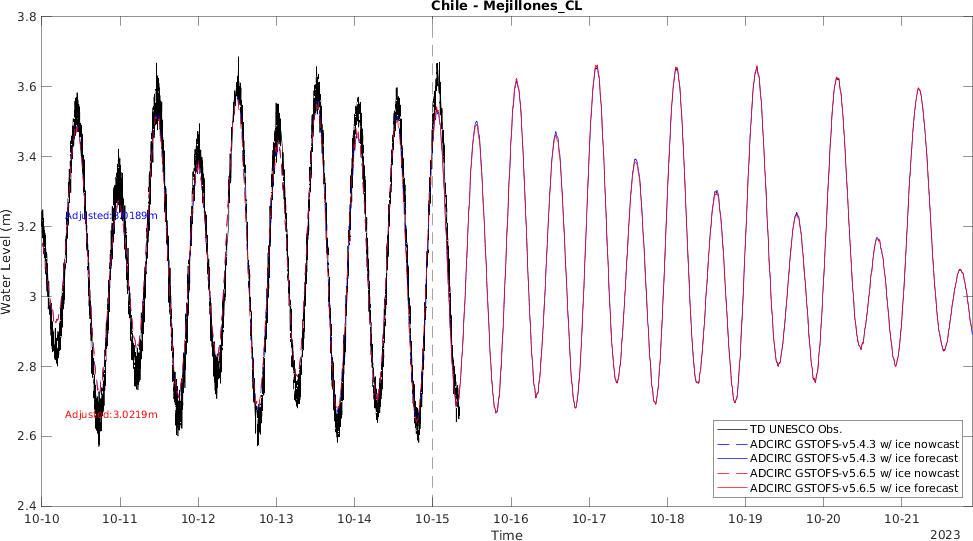 Chile - Mejillones_CL
3.8
3.6
3.4
3.2
3
2.8
2.6
2.4
Water Level (m)
Adjusted:3.0189m
Adjusted:3.0219m
TD UNESCO Obs.
ADCIRC GSTOFS-v5.4.3 w/ ice nowcast
ADCIRC GSTOFS-v5.4.3 w/ ice forecast
ADCIRC GSTOFS-v5.6.5 w/ ice nowcast
ADCIRC GSTOFS-v5.6.5 w/ ice forecast
10-10 10-11 10-12 10-13 10-14 10-15 10-16 10-17 10-18 10-19 10-20 10-21
Time
2023